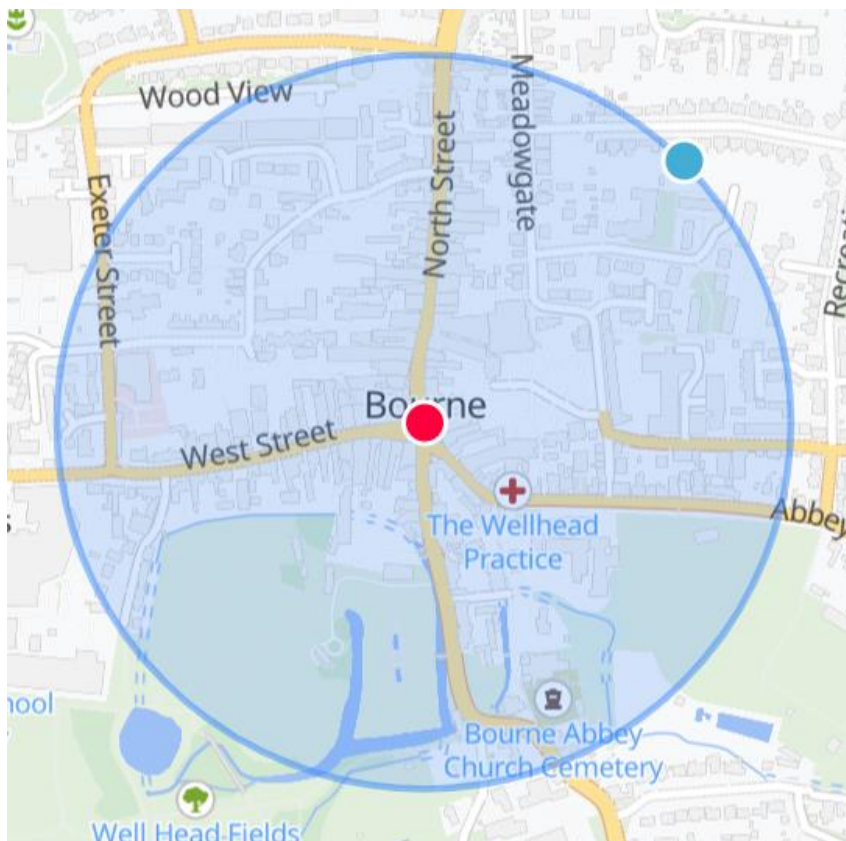 Wood View
Meadowgate
North Street
Exeter Street
Bourne
West Street
The Wellhead
Practice
Abbey
Bourne Abbey
Church Cemetery
Well Head Fields